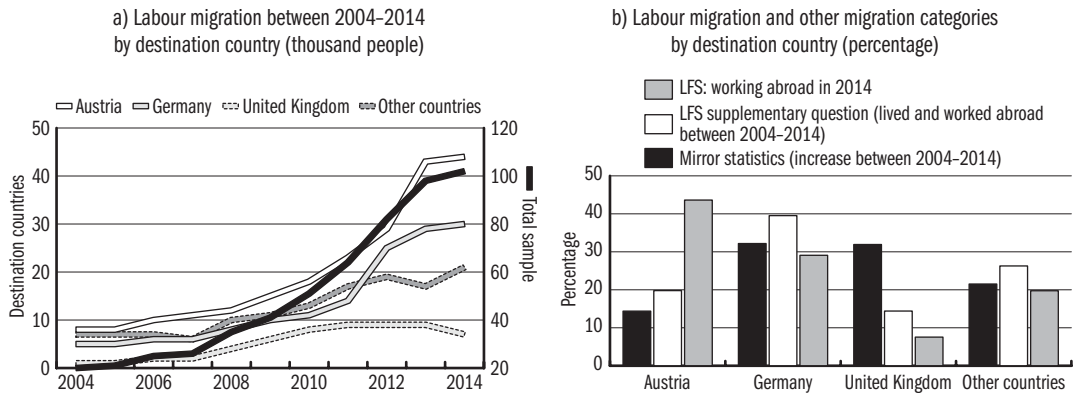 a) Labour migration between 2004–2014
by destination country (thousand people)
Austria Germany United Kingdom Other countries
50
40
30
20
10
0
Destination countries
120
100
80
60
40
20
Total sample
2004 2006 2008 2010 2012 2014
b) Labour migration and other migration categories
by destination country (percentage)
LFS: working abroad in 2014
LFS supplementary question (lived and worked abroad
between 2004–2014)
Mirror statistics (increase between 2004–2014)
50
40
30
20
10
0
Percentage
Austria Germany United Kingdom Other countries